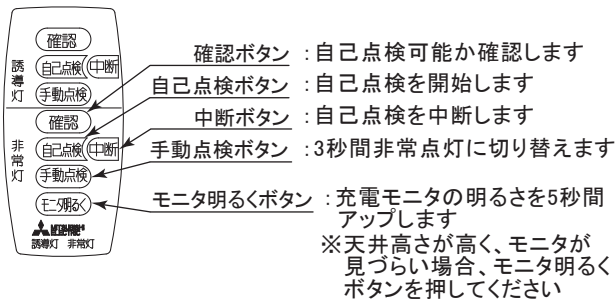 確認
誘導灯
自己点検
中断
手動点検
確認
非常灯
自己点検
中断
手動点検
モニタ明るく
誘導灯 非常灯
確認ボタン:自己点検可能か確認します
自己点検ボタン:自己点検を開始します
中断ボタン:自己点検を中断します
手動点検ボタン:3秒間非常点灯に切り替えます
モニタ明るくボタン:充電モニタの明るさを5秒間
アップします
※天井高さが高く、モニタが
見づらい場合、モニタ明るく
ボタンを押してください